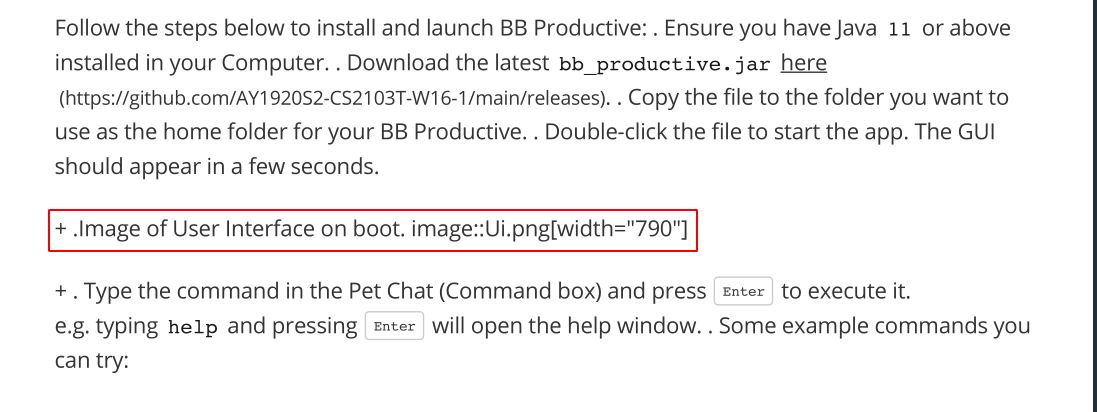 Follow the steps below to install and launch BB Productive: . Ensure you have Java 11 or above
installed in your Computer. . Download the latest bb_productive.jar here
(https://github.com/AY1920S2-CS2103T-W16-1/main/releases). . Copy the file to the folder you want to
use as the home folder for your BB Productive. . Double-click the file to start the app. The GUI
should appear in a few seconds.
+ .Image of User Interface on boot. image::Ui.png[width="790"]
+ . Type the command in the Pet Chat (Command box) and press Enter to execute it.
e.g. typing help and pressing Enter will open the help window. . Some example commands you
can try: